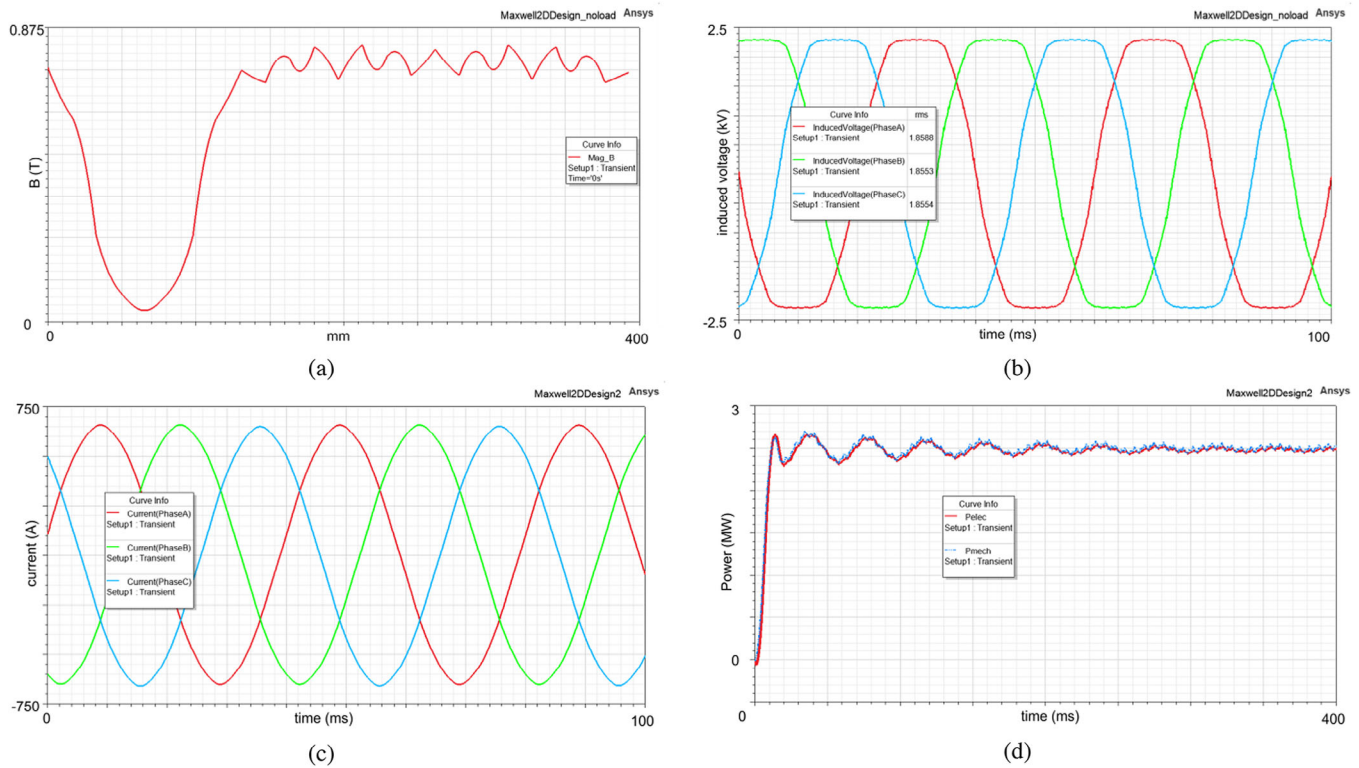 Maxwell2DDesign_noload Ansys
0.875
B (T)
0
0
mm
400
Curve Info
Mag_B
Setup1 : Transient
Time='0s'
(a)
Maxwell2DDesign_noload Ansys
2.5
induced voltage (kV)
-2.5
0
time (ms)
100
Curve Info rms
InducedVoltage(PhaseA)
Setup1 : Transient 1.8588
InducedVoltage(PhaseB)
Setup1 : Transient 1.8553
InducedVoltage(PhaseC)
Setup1 : Transient 1.8554
(b)
Maxwell2DDesign2 Ansys
750
current (A)
-750
0
time (ms)
100
Curve Info
Current(PhaseA)
Setup1 : Transient
Current(PhaseB)
Setup1 : Transient
Current(PhaseC)
Setup1 : Transient
(c)
Maxwell2DDesign2 Ansys
3
Power (MW)
0
0
time (ms)
400
Curve Info
Pelec
Setup1 : Transient
Pmech
Setup1 : Transient
(d)